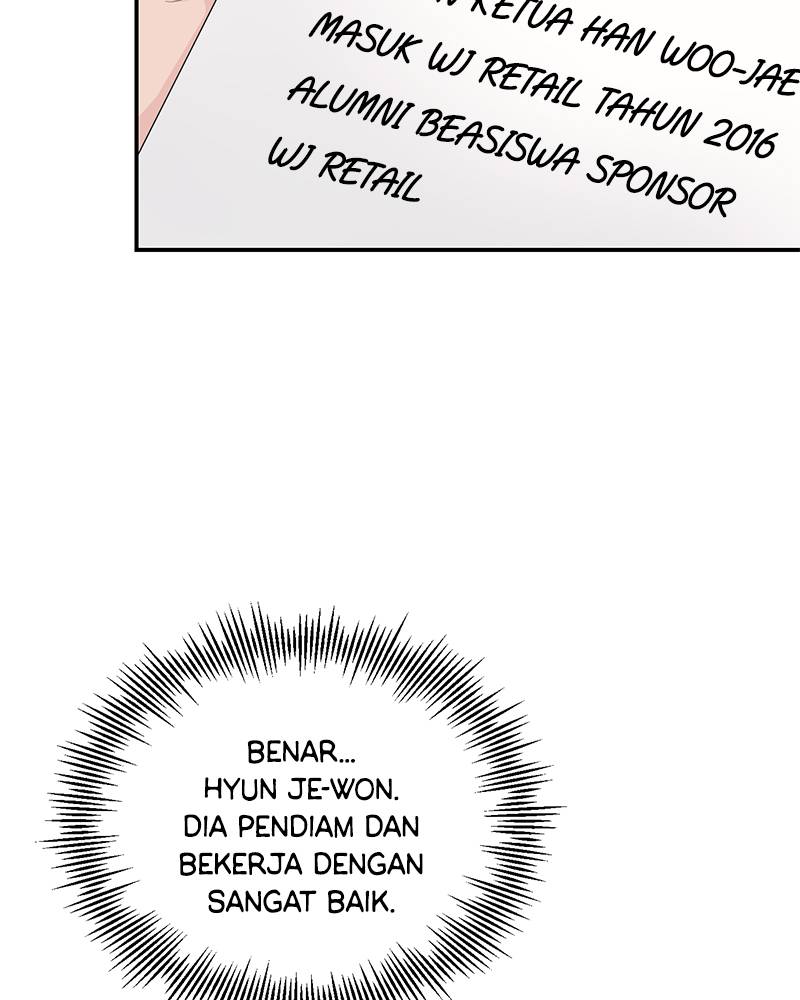 KETUA HAN WOO-JAE
MASUK WJ RETAIL TAHUN 2016
ALUMNI BEASISWA SPONSOR
WJ RETAIL
BENAR...
HYUN JE-WON.
DIA PENDIAM DAN
BEKERJA DENGAN
SANGAT BAIK.